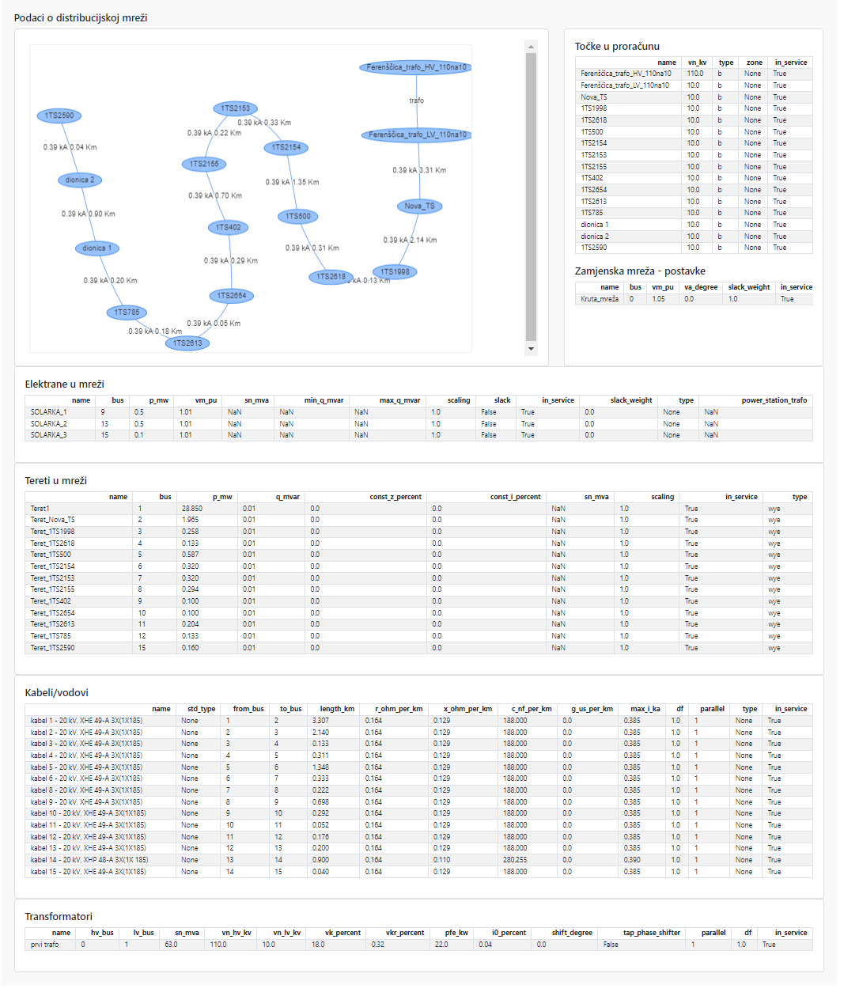 Podaci o distribucijskoj mreži
Ferenščica_trafo_HV_110na10
trafo
Ferenščica_trafo_LV_110na10
0.39 kA 3.31 Km
Nova_TS
0.39 kA 2.14 Km
1TS1998
kA 0.13 Km
1TS2618
0.39 kA 0.31 Km
1TS500
0.39 kA 1.35 Km
1TS2154
0.39 kA 0.33 Km
1TS2153
0.39 kA 0.22 Km
1TS2155
0.39 kA 0.70 Km
1TS402
0.39 kA 0.29 Km
1TS2654
0.39 kA 0.05 Km
1TS2613
0.39 kA 0.18 Km
1TS785
0.39 kA 0.20 Km
dionica 1
0.39 kA 0.90 Km
dionica 2
0.39 kA 0.04 Km
1TS2590
Točke u proračunu
name vn_kv type zone in_service
Ferenščica_trafo_HV_110na10 110.0 b None True
Ferenščica_trafo_LV_110na10 10.0 b None True
Nova_TS 10.0 b None True
1TS1998 10.0 b None True
1TS2618 10.0 b None True
1TS500 10.0 b None True
1TS2154 10.0 b None True
1TS2153 10.0 b None True
1TS2155 10.0 b None True
1TS402 10.0 b None True
1TS2654 10.0 b None True
1TS2613 10.0 b None True
1TS785 10.0 b None True
dionica 1 10.0 b None True
dionica 2 10.0 b None True
1TS2590 10.0 b None True
Zamjenska mreža - postavke
name bus vm_pu va_degree slack_weight in_service
Kruta_mreža 0 1.05 0.0 1.0 True
Elektrane u mreži
name bus p_mw vm_pu sn_mva min_q_mvar max_q_mvar scaling slack in_service slack_weight type power_station_trafo
SOLARKA_1 9 0.5 1.01 NaN NaN NaN 1.0 False True 0.0 None NaN
SOLARKA_2 13 0.5 1.01 NaN NaN NaN 1.0 False True 0.0 None NaN
SOLARKA_3 15 0.1 1.01 NaN NaN NaN 1.0 False True 0.0 None NaN
Tereti u mreži
name bus p_mw q_mvar const_z_percent const_i_percent sn_mva scaling in_service type
Teret1 1 28.850 0.01 0.0 0.0 NaN 1.0 True wye
Teret_Nova_TS 2 1.965 0.01 0.0 0.0 NaN 1.0 True wye
Teret_1TS1998 3 0.258 0.01 0.0 0.0 NaN 1.0 True wye
Teret_1TS2618 4 0.133 0.01 0.0 0.0 NaN 1.0 True wye
Teret_1TS500 5 0.587 0.01 0.0 0.0 NaN 1.0 True wye
Teret_1TS2154 6 0.320 0.01 0.0 0.0 NaN 1.0 True wye
Teret_1TS2153 7 0.320 0.01 0.0 0.0 NaN 1.0 True wye
Teret_1TS2155 8 0.294 0.01 0.0 0.0 NaN 1.0 True wye
Teret_1TS402 9 0.100 0.01 0.0 0.0 NaN 1.0 True wye
Teret_1TS2654 10 0.100 0.01 0.0 0.0 NaN 1.0 True wye
Teret_1TS2613 11 0.204 0.01 0.0 0.0 NaN 1.0 True wye
Teret_1TS785 12 0.133 0.01 0.0 0.0 NaN 1.0 True wye
Teret_1TS2590 15 0.160 0.01 0.0 0.0 NaN 1.0 True wye
Kabeli/vodovi
name std_type from_bus to_bus length_km r_ohm_per_km x_ohm_per_km c_nf_per_km g_us_per_km max_i_ka df parallel type in_service
kabel 1 - 20 kV, XHE 49-A 3X(1X185) None 1 2 3.307 0.164 0.129 188.000 0.0 0.385 1.0 1 None True
kabel 2 - 20 kV, XHE 49-A 3X(1X185) None 2 3 2.140 0.164 0.129 188.000 0.0 0.385 1.0 1 None True
kabel 3 - 20 kV, XHE 49-A 3X(1X185) None 3 4 0.133 0.164 0.129 188.000 0.0 0.385 1.0 1 None True
kabel 4 - 20 kV, XHE 49-A 3X(1X185) None 4 5 0.311 0.164 0.129 188.000 0.0 0.385 1.0 1 None True
kabel 5 - 20 kV, XHE 49-A 3X(1X185) None 5 6 1.348 0.164 0.129 188.000 0.0 0.385 1.0 1 None True
kabel 6 - 20 kV, XHE 49-A 3X(1X185) None 6 7 0.333 0.164 0.129 188.000 0.0 0.385 1.0 1 None True
kabel 8 - 20 kV, XHE 49-A 3X(1X185) None 7 8 0.222 0.164 0.129 188.000 0.0 0.385 1.0 1 None True
kabel 9 - 20 kV, XHE 49-A 3X(1X185) None 8 9 0.698 0.164 0.129 188.000 0.0 0.385 1.0 1 None True
kabel 10 - 20 kV, XHE 49-A 3X(1X185) None 9 10 0.292 0.164 0.129 188.000 0.0 0.385 1.0 1 None True
kabel 11 - 20 kV, XHE 49-A 3X(1X185) None 10 11 0.052 0.164 0.129 188.000 0.0 0.385 1.0 1 None True
kabel 12 - 20 kV, XHE 49-A 3X(1X185) None 11 12 0.176 0.164 0.129 188.000 0.0 0.385 1.0 1 None True
kabel 13 - 20 kV, XHE 49-A 3X(1X185) None 12 13 0.200 0.164 0.129 188.000 0.0 0.385 1.0 1 None True
kabel 14 - 20 kV, XHP 48-A 3X(1X 185) None 13 14 0.900 0.164 0.110 280.255 0.0 0.390 1.0 1 None True
kabel 15 - 20 kV, XHE 49-A 3X(1X185) None 14 15 0.040 0.164 0.129 188.000 0.0 0.385 1.0 1 None True
Transformatori
name hv_bus lv_bus sn_mva vn_hv_kv vn_lv_kv vk_percent vkr_percent pfe_kw i0_percent shift_degree tap_phase_shifter parallel df in_service
prvi trafo 0 1 63.0 110.0 10.0 18.0 0.32 22.0 0.04 0.0 False 1 1.0 True